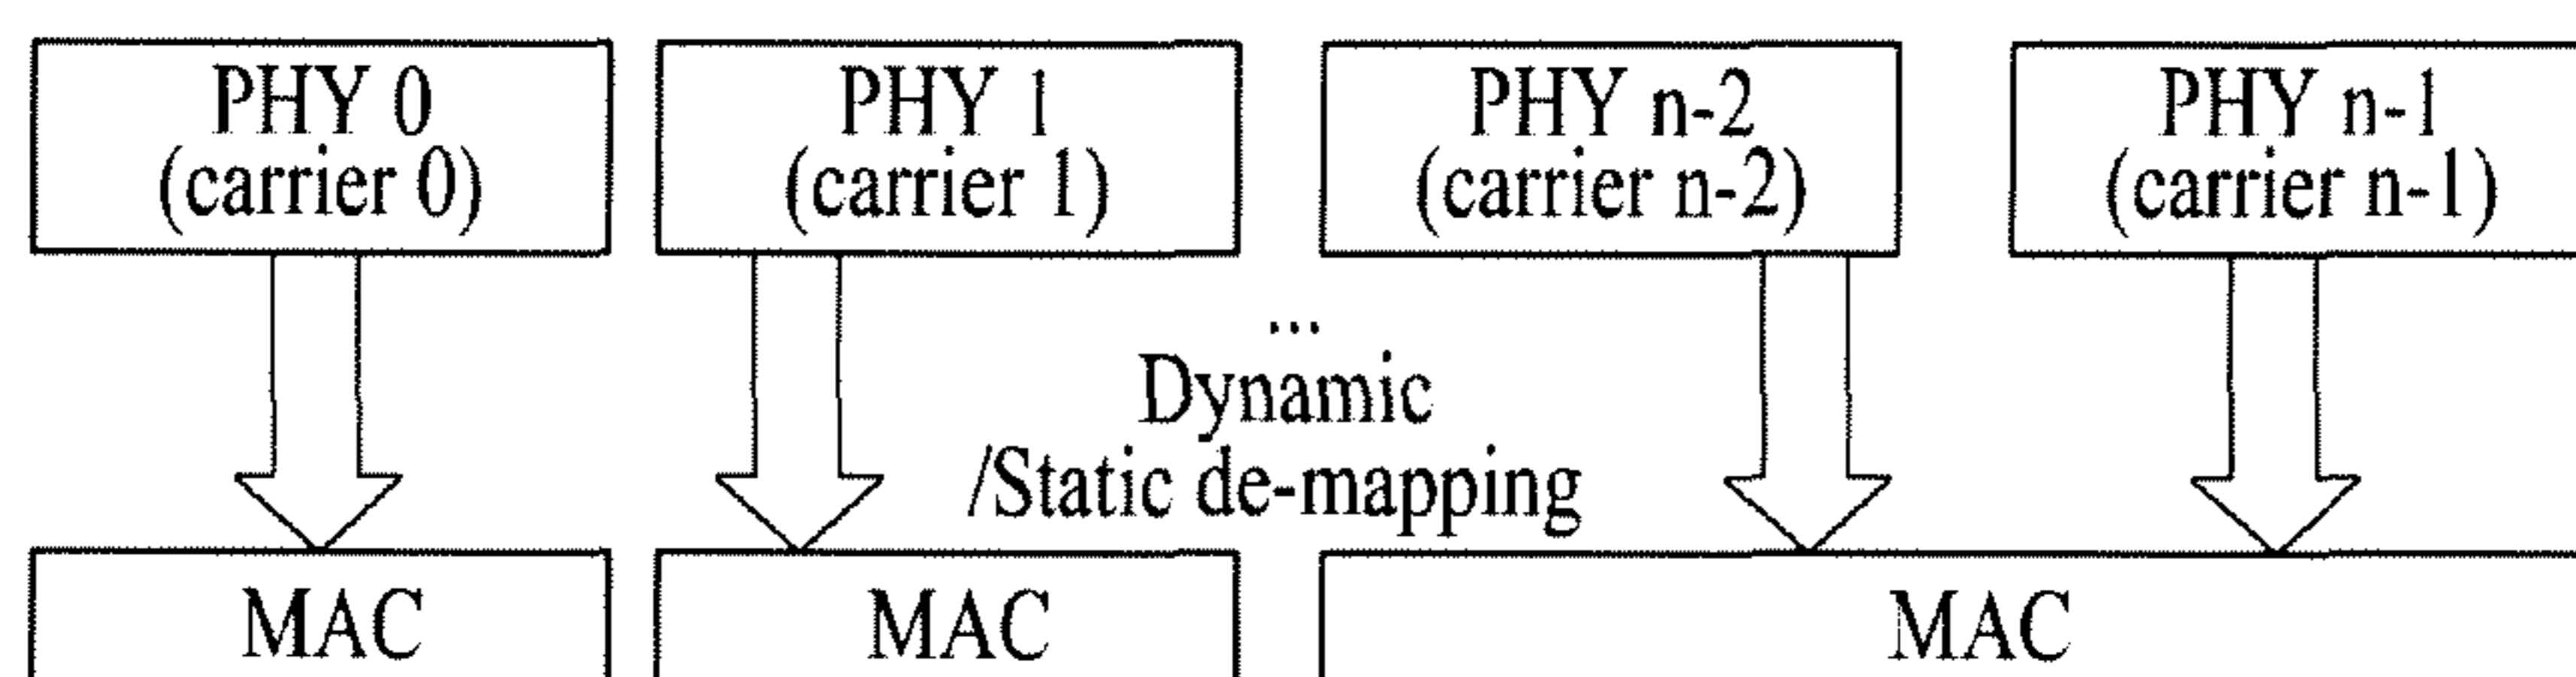 PHY 0
(carrier 0)
PHY 1
(carrier 1)
PHY n-2
(carrier n-2)
PHY n-1
(carrier n-1)
...
Dynamic
/Static de-mapping
MAC
MAC
MAC